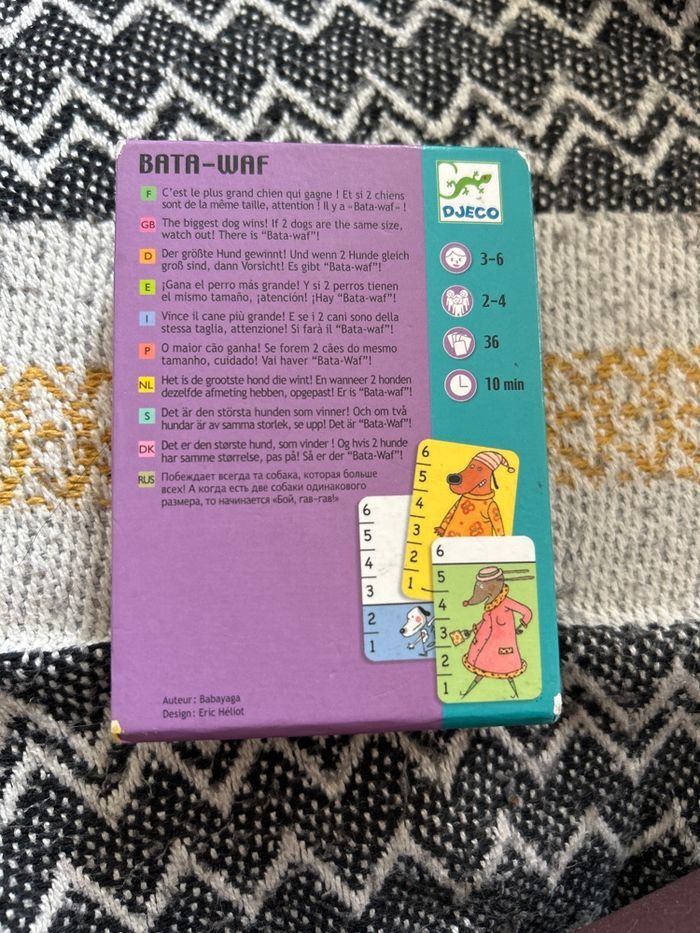 BATA-WAF
F C'est le plus grand chien qui gagne ! Et si 2 chiens
sont de la même taille, attention ! Il y a «Bata-waf» !
GB The biggest dog wins! If 2 dogs are the same size,
watch out! There is "Bata-waf"!
D Der größte Hund gewinnt! Und wenn 2 Hunde gleich
groß sind, dann Vorsicht! Es gibt "Bata-waf"!
E ¡Gana el perro más grande! Y si 2 perros tienen
el mismo tamaño, ¡atención! ¡Hay "Bata-waf"!
I Vince il cane più grande! E se i 2 cani sono della
stessa taglia, attenzione! Si farà il "Bata-waf"!
P O maior cão ganha! Se forem 2 cães do mesmo
tamanho, cuidado! Vai haver "Bata-Waf"!
NL Het is de grootste hond die wint! En wanneer 2 honden
dezelfde afmeting hebben, opgepast! Er is "Bata-waf"!
S Det är den största hunden som vinner! Och om två
hundar är av samma storlek, se upp! Det är "Bata-Waf"!
DK Det er den største hund, som vinder ! Og hvis 2 hunde
har samme størrelse, pas på! Så er der "Bata-Waf"!
RUS Побеждает всегда та собака, которая больше
всех! А когда есть две собаки одинакового
размера, то начинается «Бой, гав-гав!»
Auteur : Babayaga
Design : Eric Héliot
DJECO
3-6
2-4
36
10 min
6
5
4
3
2
1
6
5
4
3
2
1
6
5
4
3
2
1